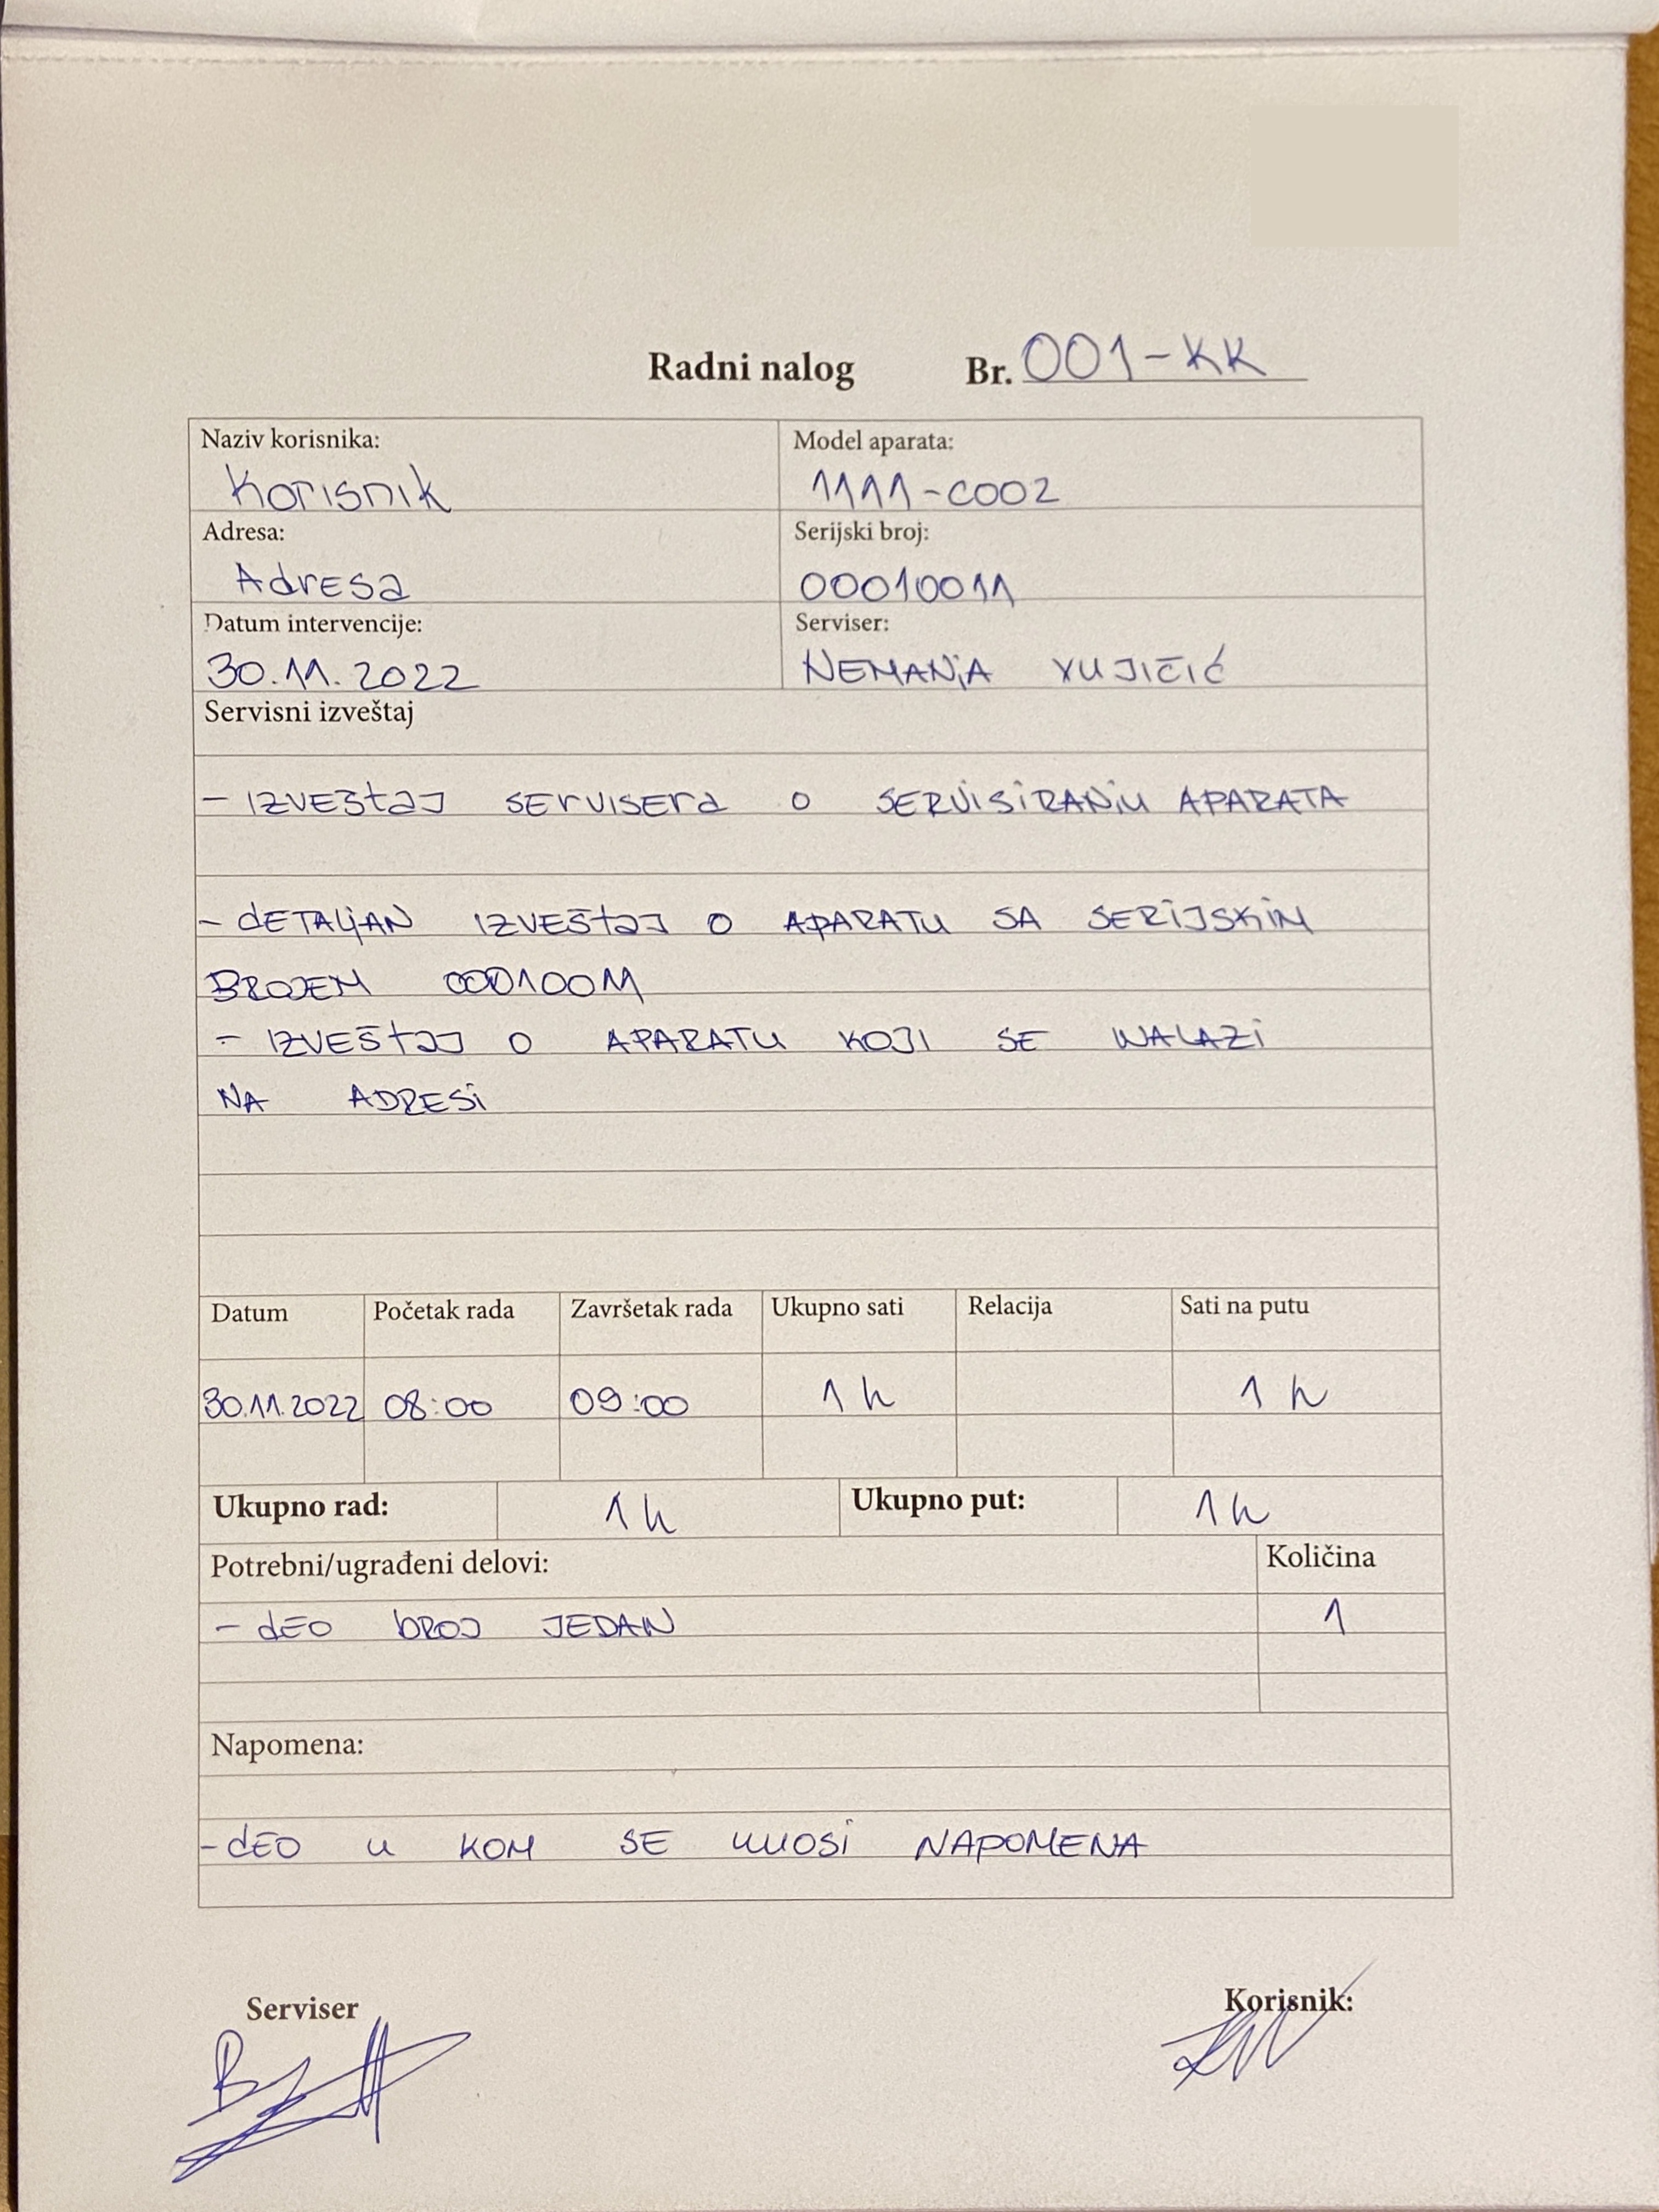 Radni nalog Br. 001-KK
Naziv korisnika: Model aparata:
Korisnik 1111-C002
Adresa: Serijski broj:
Adresa 00010011
Datum intervencije: Serviser:
30.11.2022 NEMANJA VUJIČIĆ
Servisni izveštaj
- IZVEŠTAJ SERVISERA O SERVISIRANJU APARATA
- DETALJAN IZVEŠTAJ O APARATU SA SERIJSKIM
BROJEM 00010011
- IZVEŠTAJ O APARATU KOJI SE NALAZI
NA ADRESI
Datum Početak rada Završetak rada Ukupno sati Relacija Sati na putu
30.11.2022 08:00 09:00 1 h 1 h
Ukupno rad: 1 h Ukupno put: 1 h
Potrebni/ugrađeni delovi: Količina
- DEO BROJ JEDAN 1
Napomena:
- DEO U KOM SE UNOSI NAPOMENA
Serviser Korisnik: